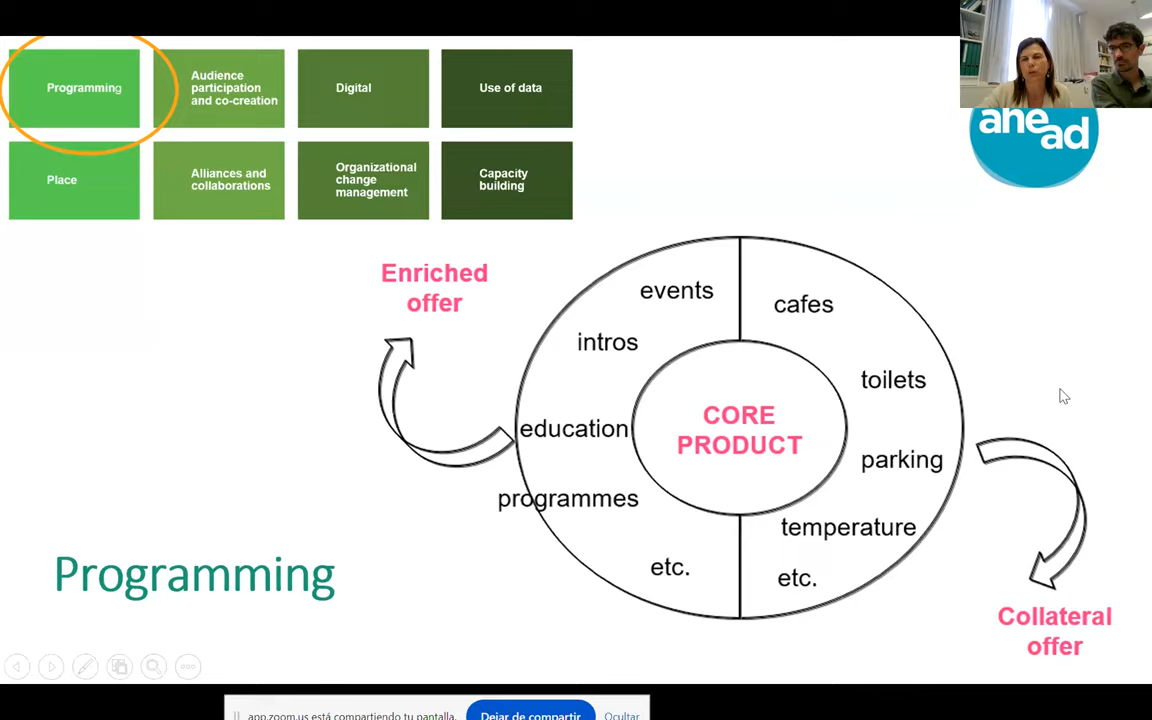 Programming
Audience
participation
and co-creation
Digital
Use of data
Place
Alliances and
collaborations
Organizational
change
management
Capacity
building
ahead
Enriched
offer
events
intros
education
programmes
etc.
CORE
PRODUCT
cafes
toilets
parking
temperature
etc.
Collateral
offer
Programming
app.zoom.us está compartiendo tu pantalla.
Dejar de compartir
Ocultar